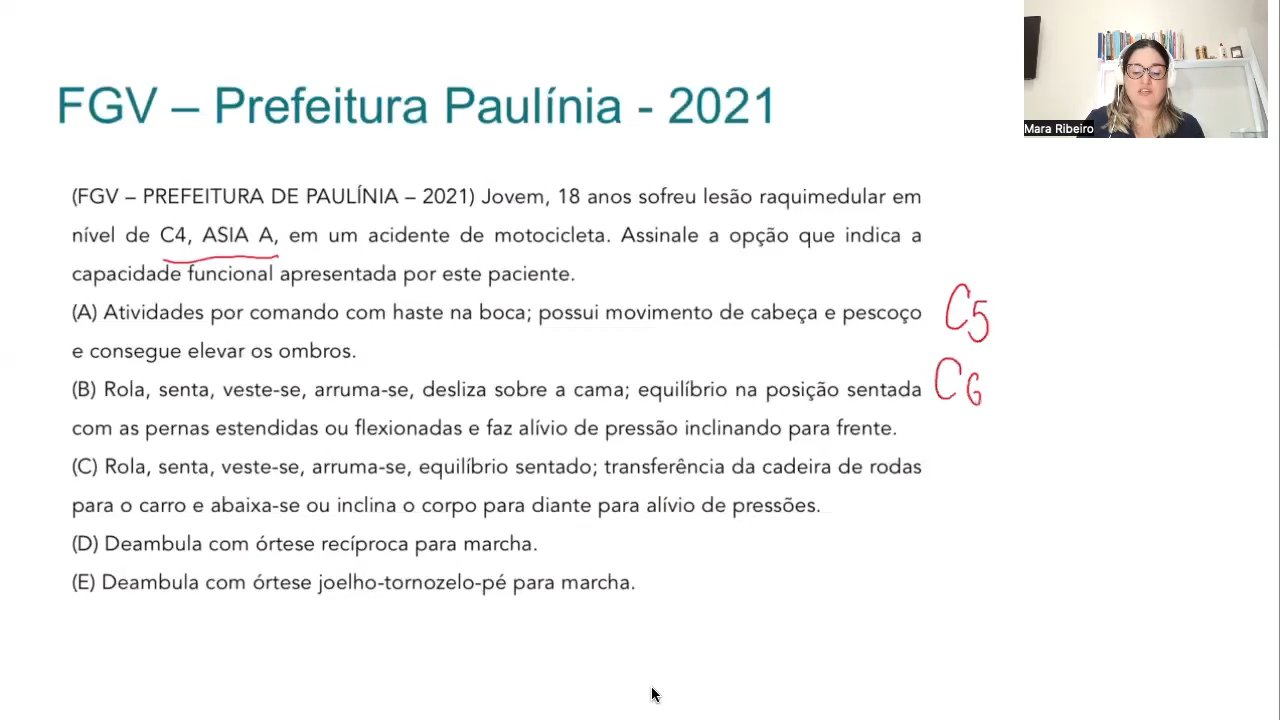 FGV – Prefeitura Paulínia - 2021
Mara Ribeiro
(FGV – PREFEITURA DE PAULÍNIA – 2021) Jovem, 18 anos sofreu lesão raquimedular em
nível de C4, ASIA A, em um acidente de motocicleta. Assinale a opção que indica a
capacidade funcional apresentada por este paciente.
(A) Atividades por comando com haste na boca; possui movimento de cabeça e pescoço
e consegue elevar os ombros.
C5
(B) Rola, senta, veste-se, arruma-se, desliza sobre a cama; equilíbrio na posição sentada
com as pernas estendidas ou flexionadas e faz alívio de pressão inclinando para frente.
C6
(C) Rola, senta, veste-se, arruma-se, equilíbrio sentado; transferência da cadeira de rodas
para o carro e abaixa-se ou inclina o corpo para diante para alívio de pressões.
(D) Deambula com órtese recíproca para marcha.
(E) Deambula com órtese joelho-tornozelo-pé para marcha.